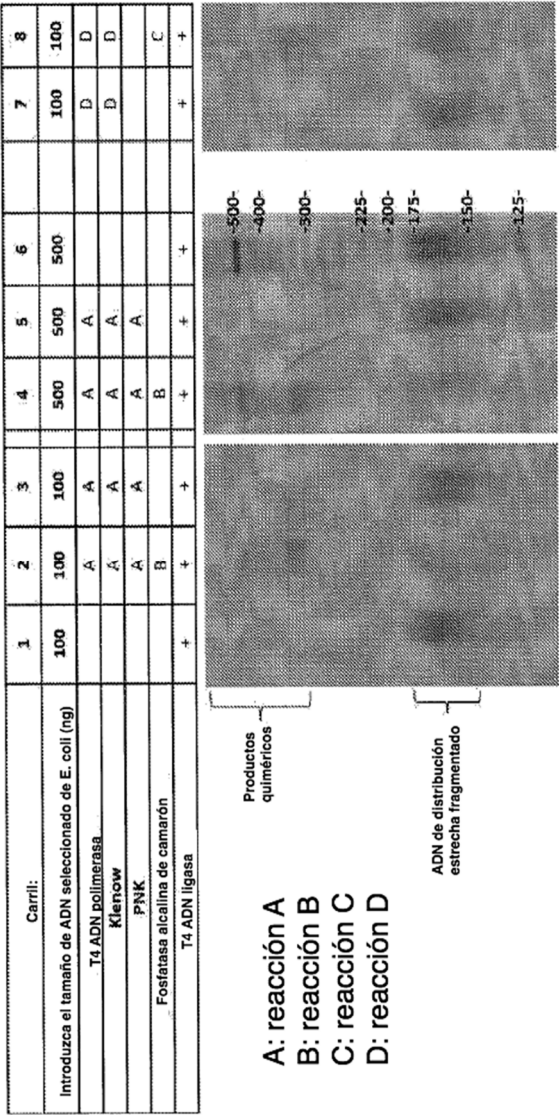 Carril: 1 2 3 4 5 6 7 8
Introduzca el tamaño de ADN seleccionado de E. coli (ng) 100 100 100 500 500 500 100 100
T4 ADN polimerasa A A A A D D
Klenow A A A A D D
PNK A A A A
Fosfatasa alcalina de camarón B B C
T4 ADN ligasa + + + + + + + +
Productos
quiméricos
-500-
-400-
-300-
-225-
-200-
-175-
-150-
-125-
ADN de distribución
estrecha fragmentado
A: reacción A
B: reacción B
C: reacción C
D: reacción D